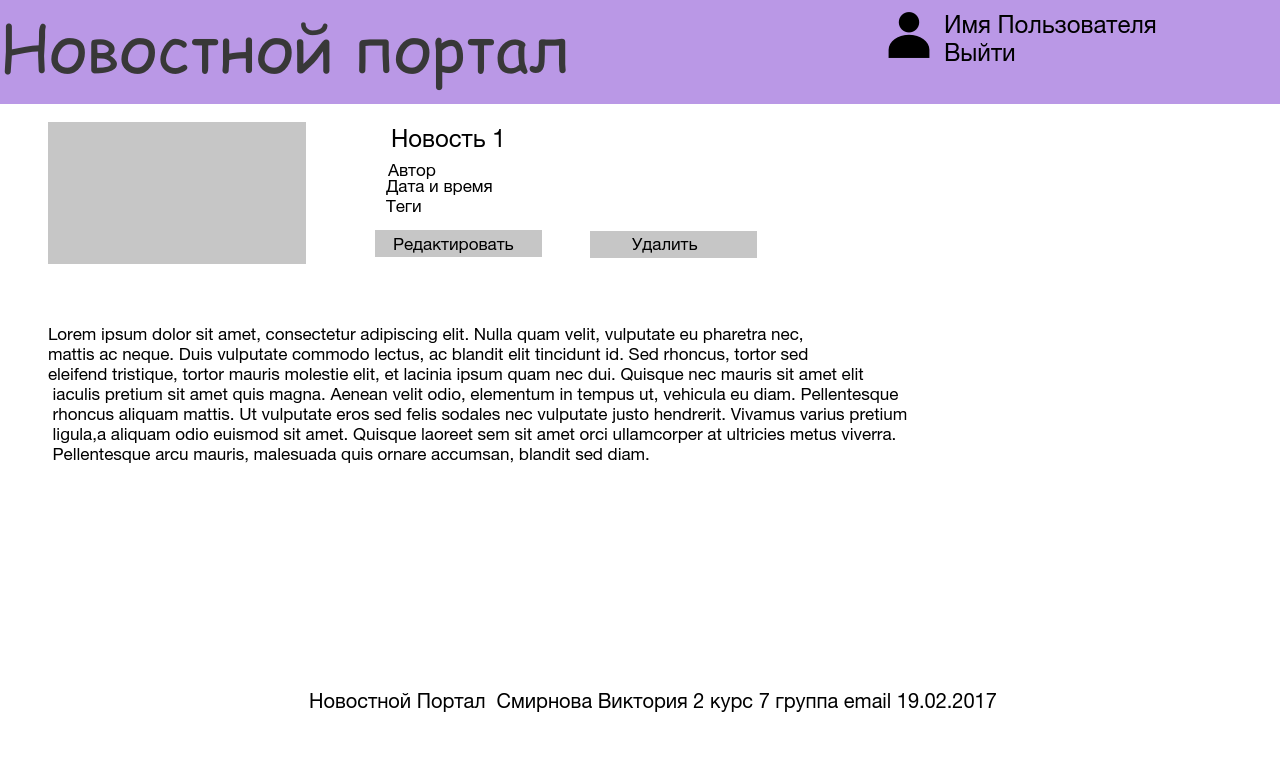 Новостной портал
Имя Пользователя
Выйти
Новость 1
Автор
Дата и время
Теги
Редактировать
Удалить
Lorem ipsum dolor sit amet, consectetur adipiscing elit. Nulla quam velit, vulputate eu pharetra nec,
mattis ac neque. Duis vulputate commodo lectus, ac blandit elit tincidunt id. Sed rhoncus, tortor sed
eleifend tristique, tortor mauris molestie elit, et lacinia ipsum quam nec dui. Quisque nec mauris sit amet elit
iaculis pretium sit amet quis magna. Aenean velit odio, elementum in tempus ut, vehicula eu diam. Pellentesque
rhoncus aliquam mattis. Ut vulputate eros sed felis sodales nec vulputate justo hendrerit. Vivamus varius pretium
ligula,a aliquam odio euismod sit amet. Quisque laoreet sem sit amet orci ullamcorper at ultricies metus viverra.
Pellentesque arcu mauris, malesuada quis ornare accumsan, blandit sed diam.
Новостной Портал  Смирнова Виктория 2 курс 7 группа email 19.02.2017